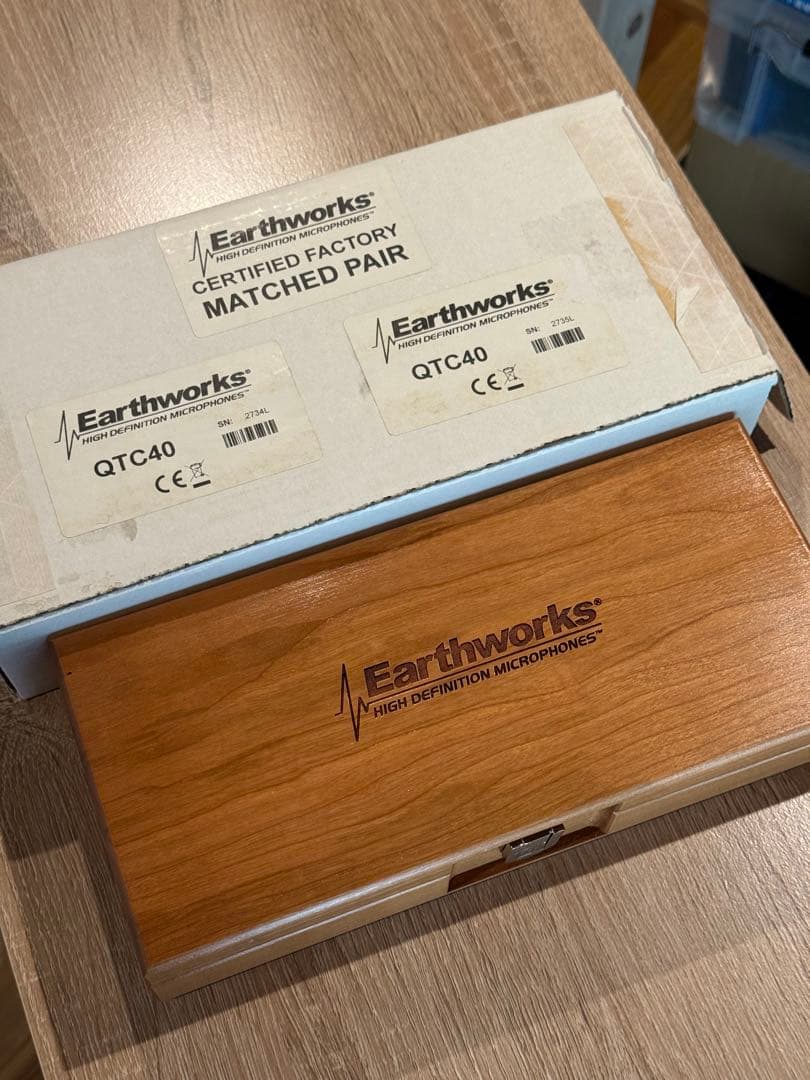 Earthworks®
HIGH DEFINITION MICROPHONES™
CERTIFIED FACTORY
MATCHED PAIR
Earthworks®
HIGH DEFINITION MICROPHONES™
QTC40
SN: 2734L
CE
Earthworks®
HIGH DEFINITION MICROPHONES™
QTC40
SN: 2735L
CE
Earthworks®
HIGH DEFINITION MICROPHONES™